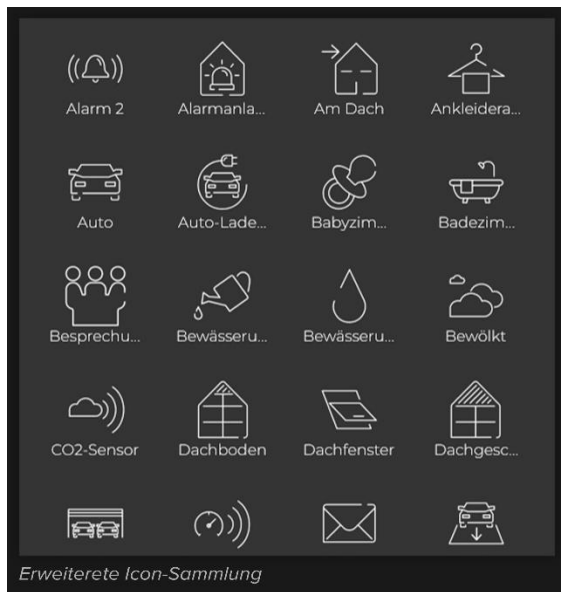 Alarm 2
Alarmanla...
Am Dach
Ankleidera...
Auto
Auto-Lade...
Babyzim...
Badezim...
Besprechu...
Bewässeru...
Bewässeru...
Bewölkt
CO2-Sensor
Dachboden
Dachfenster
Dachgesc...
Erweiterete Icon-Sammlung